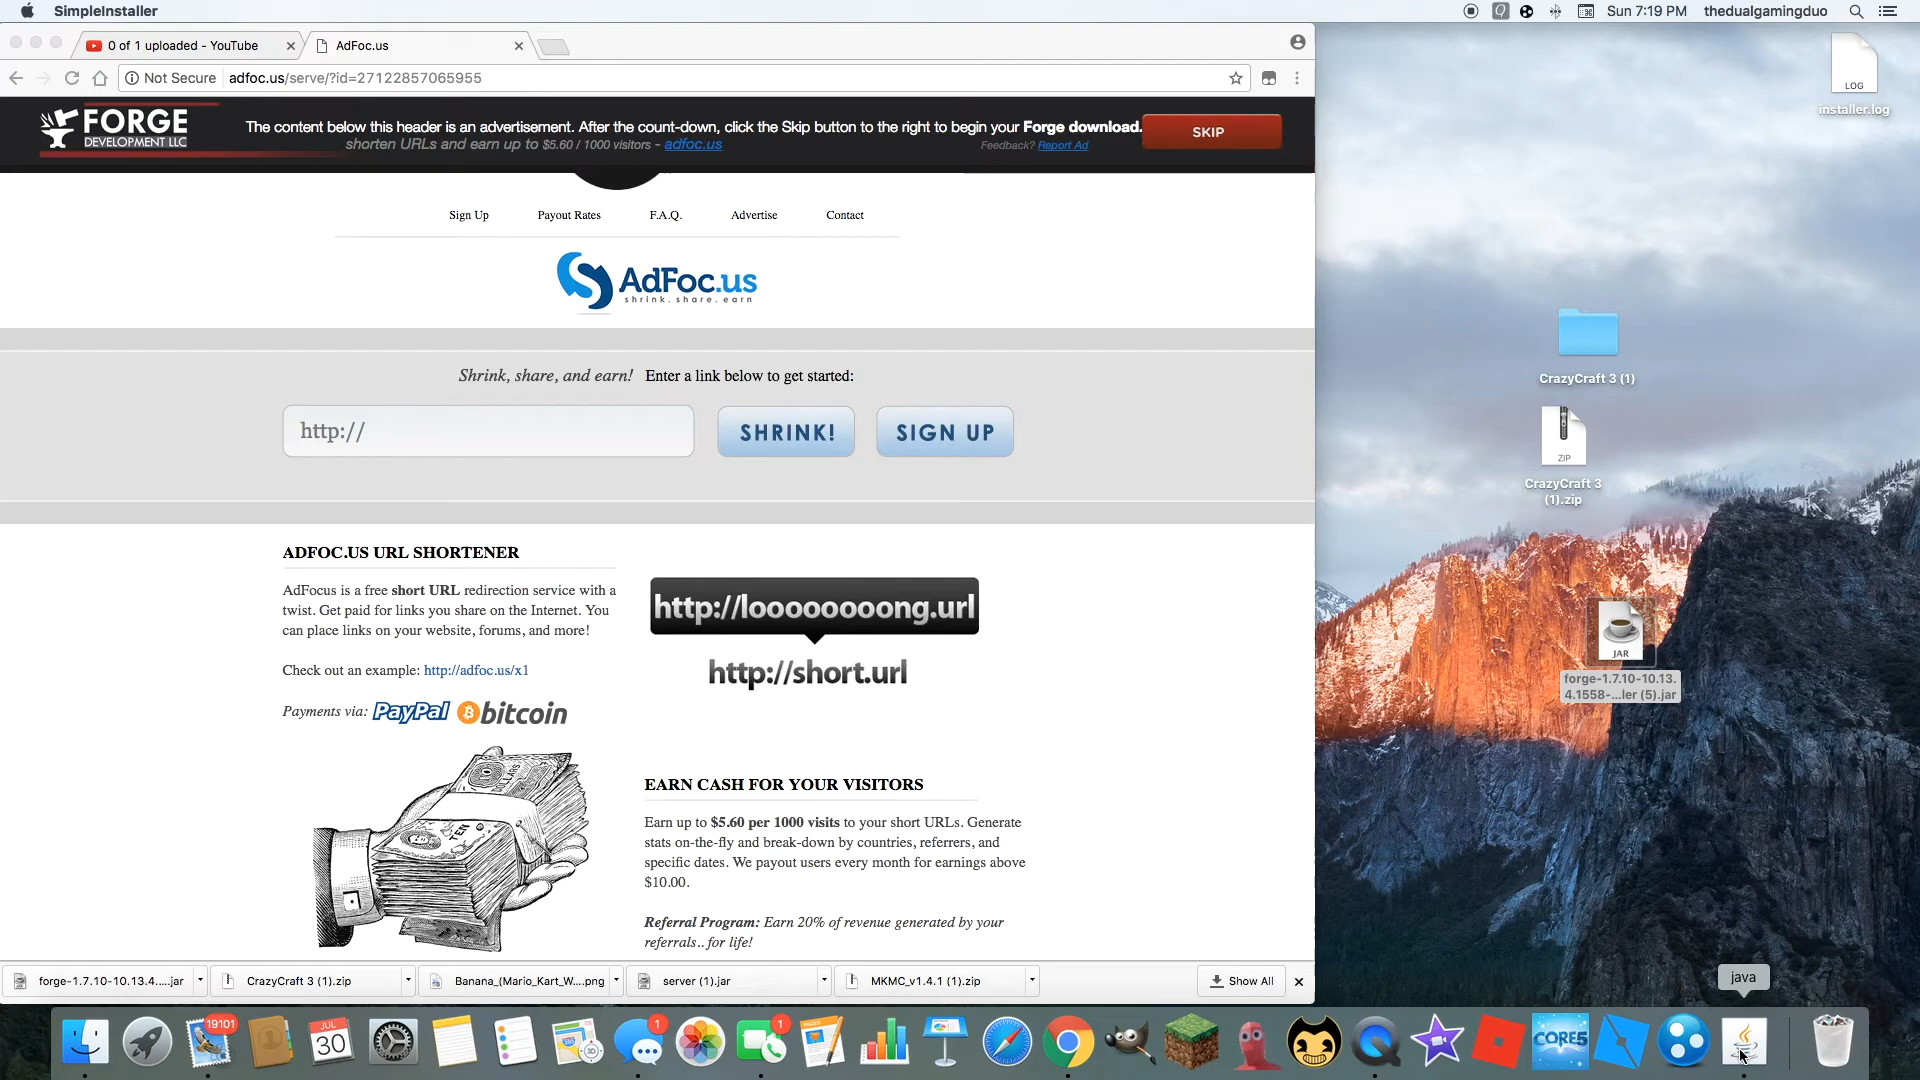 SimpleInstaller
Sun 7:19 PM
thedualgamingduo
0 of 1 uploaded - YouTube
AdFoc.us
Not Secure
adfoc.us/serve/?id=27122857065955
FORGE
DEVELOPMENT LLC
The content below this header is an advertisement. After the count-down, click the Skip button to the right to begin your Forge download.
shorten URLs and earn up to $5.60 / 1000 visitors - adfoc.us
Feedback? Report Ad
SKIP
Sign Up
Payout Rates
F.A.Q.
Advertise
Contact
AdFoc.us
shrink. share. earn
Shrink, share, and earn! Enter a link below to get started:
http://
SHRINK!
SIGN UP
ADFOC.US URL SHORTENER
AdFocus is a free short URL redirection service with a
twist. Get paid for links you share on the Internet. You
can place links on your website, forums, and more!
Check out an example: http://adfoc.us/x1
Payments via: PayPal bitcoin
http://loooooooong.url
http://short.url
EARN CASH FOR YOUR VISITORS
Earn up to $5.60 per 1000 visits to your short URLs. Generate
stats on-the-fly and break-down by countries, referrers, and
specific dates. We payout users every month for earnings above
$10.00.
Referral Program: Earn 20% of revenue generated by your
referrals.. for life!
TEN
LOG
installer.log
CrazyCraft 3 (1)
ZIP
CrazyCraft 3
(1).zip
JAR
forge-1.7.10-10.13.
4.1558-...ler (5).jar
forge-1.7.10-10.13.4.....jar
CrazyCraft 3 (1).zip
Banana_(Mario_Kart_W....png
server (1).jar
MKMC_v1.4.1 (1).zip
Show All
java
19101
JUL
30
1
1
CORE5